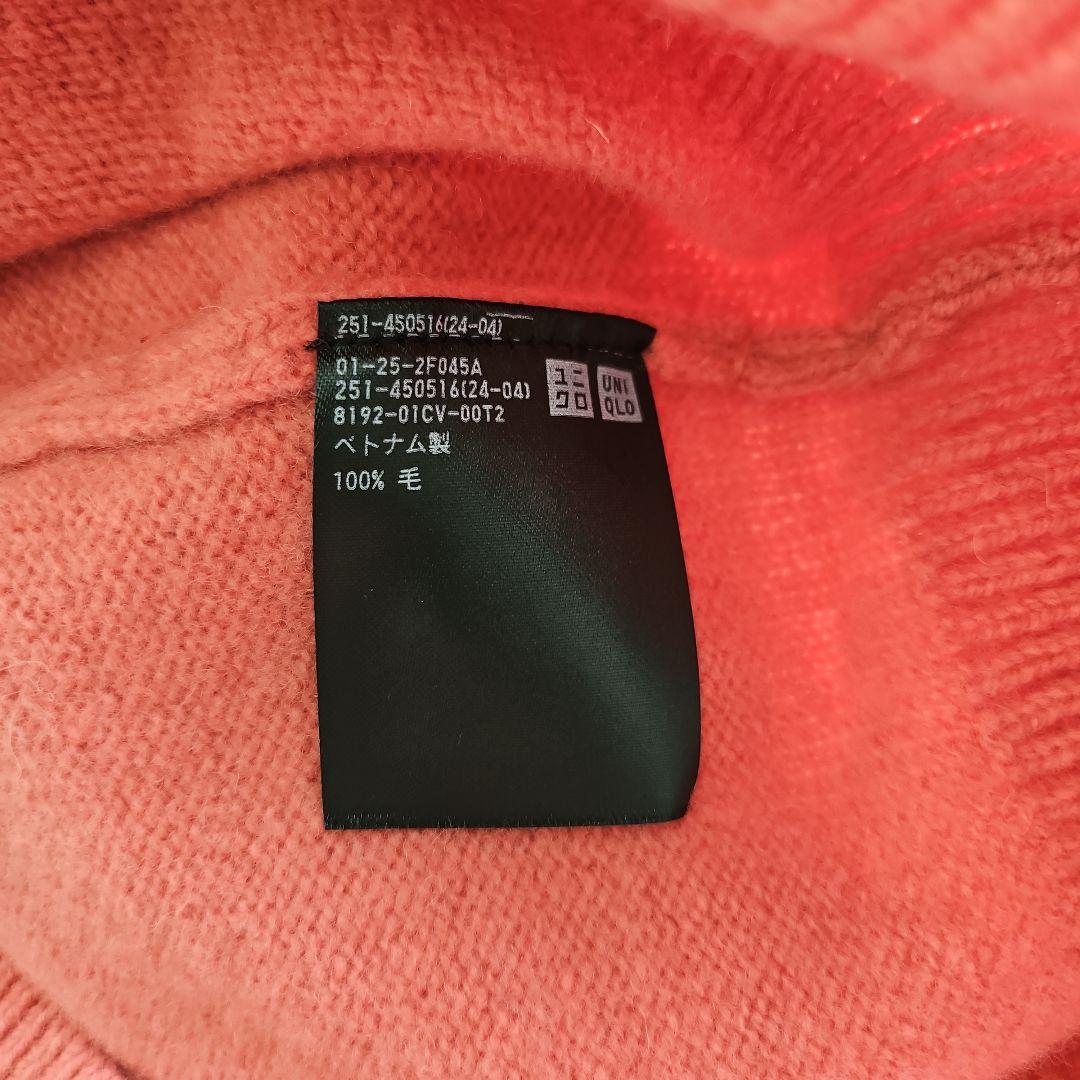 251-450516(24-04)
01-25-2F045A
251-450516(24-04)
8192-01CV-00T2
ベトナム製
100% 毛
ユニ
クロ
UNI
QLO